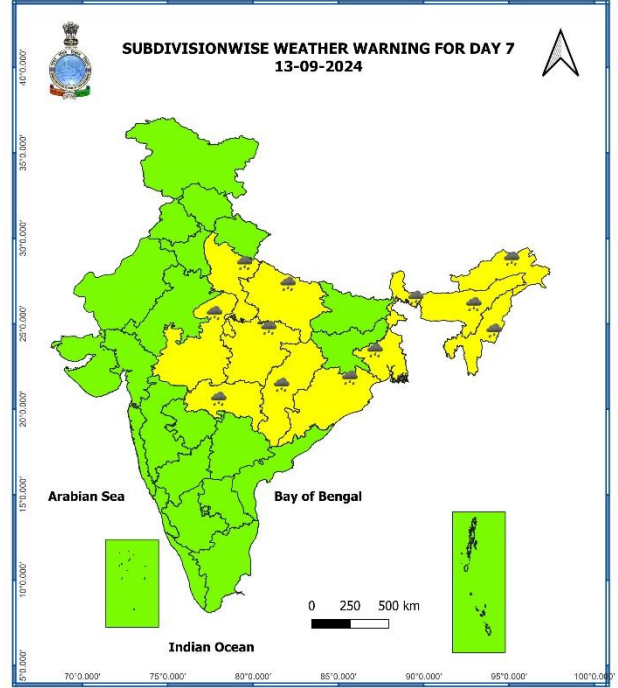 SUBDIVISIONWISE WEATHER WARNING FOR DAY 7
13-09-2024
40°0.000'
35°0.000'
30°0.000'
25°0.000'
20°0.000'
15°0.000'
10°0.000'
5°0.000'
Arabian Sea
Bay of Bengal
0 250 500 km
Indian Ocean
70°0.000' 75°0.000' 80°0.000' 85°0.000' 90°0.000' 95°0.000' 100°0.000'